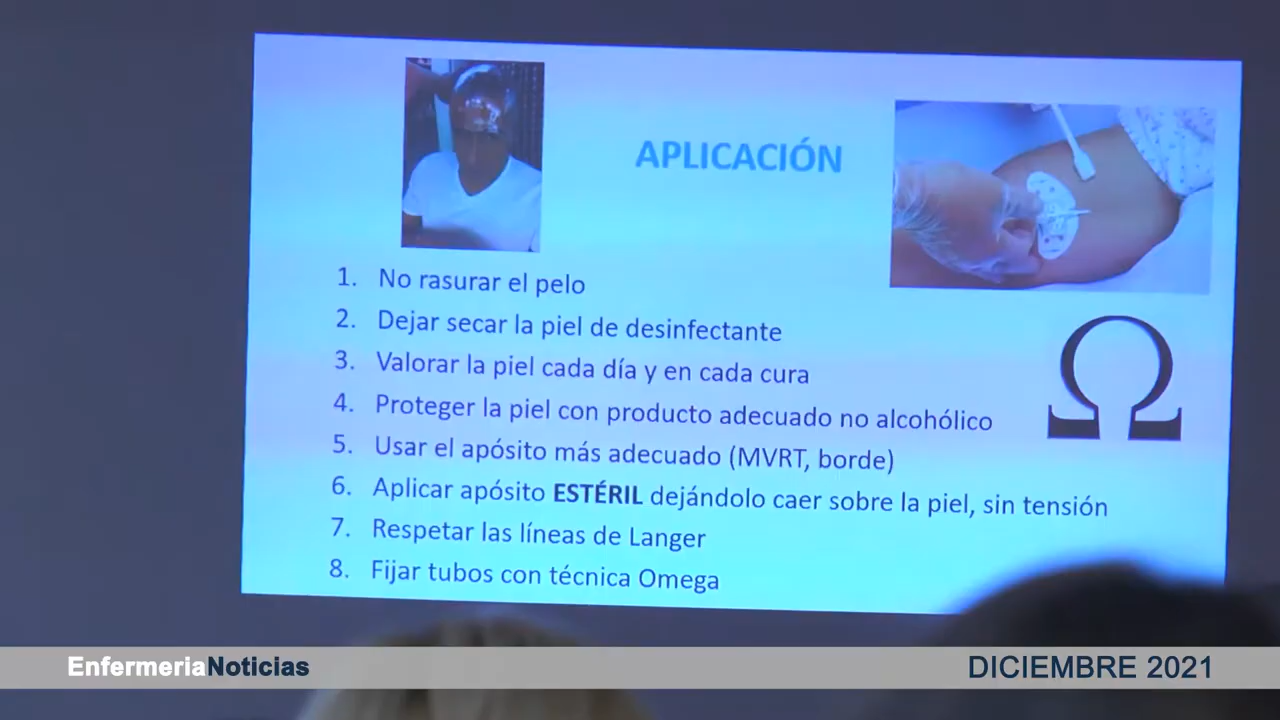 APLICACIÓN
1. No rasurar el pelo
2. Dejar secar la piel de desinfectante
3. Valorar la piel cada día y en cada cura
4. Proteger la piel con producto adecuado no alcohólico
5. Usar el apósito más adecuado (MVRT, borde)
6. Aplicar apósito ESTÉRIL dejándolo caer sobre la piel, sin tensión
7. Respetar las líneas de Langer
8. Fijar tubos con técnica Omega
Ω
EnfermeriaNoticias
DICIEMBRE 2021